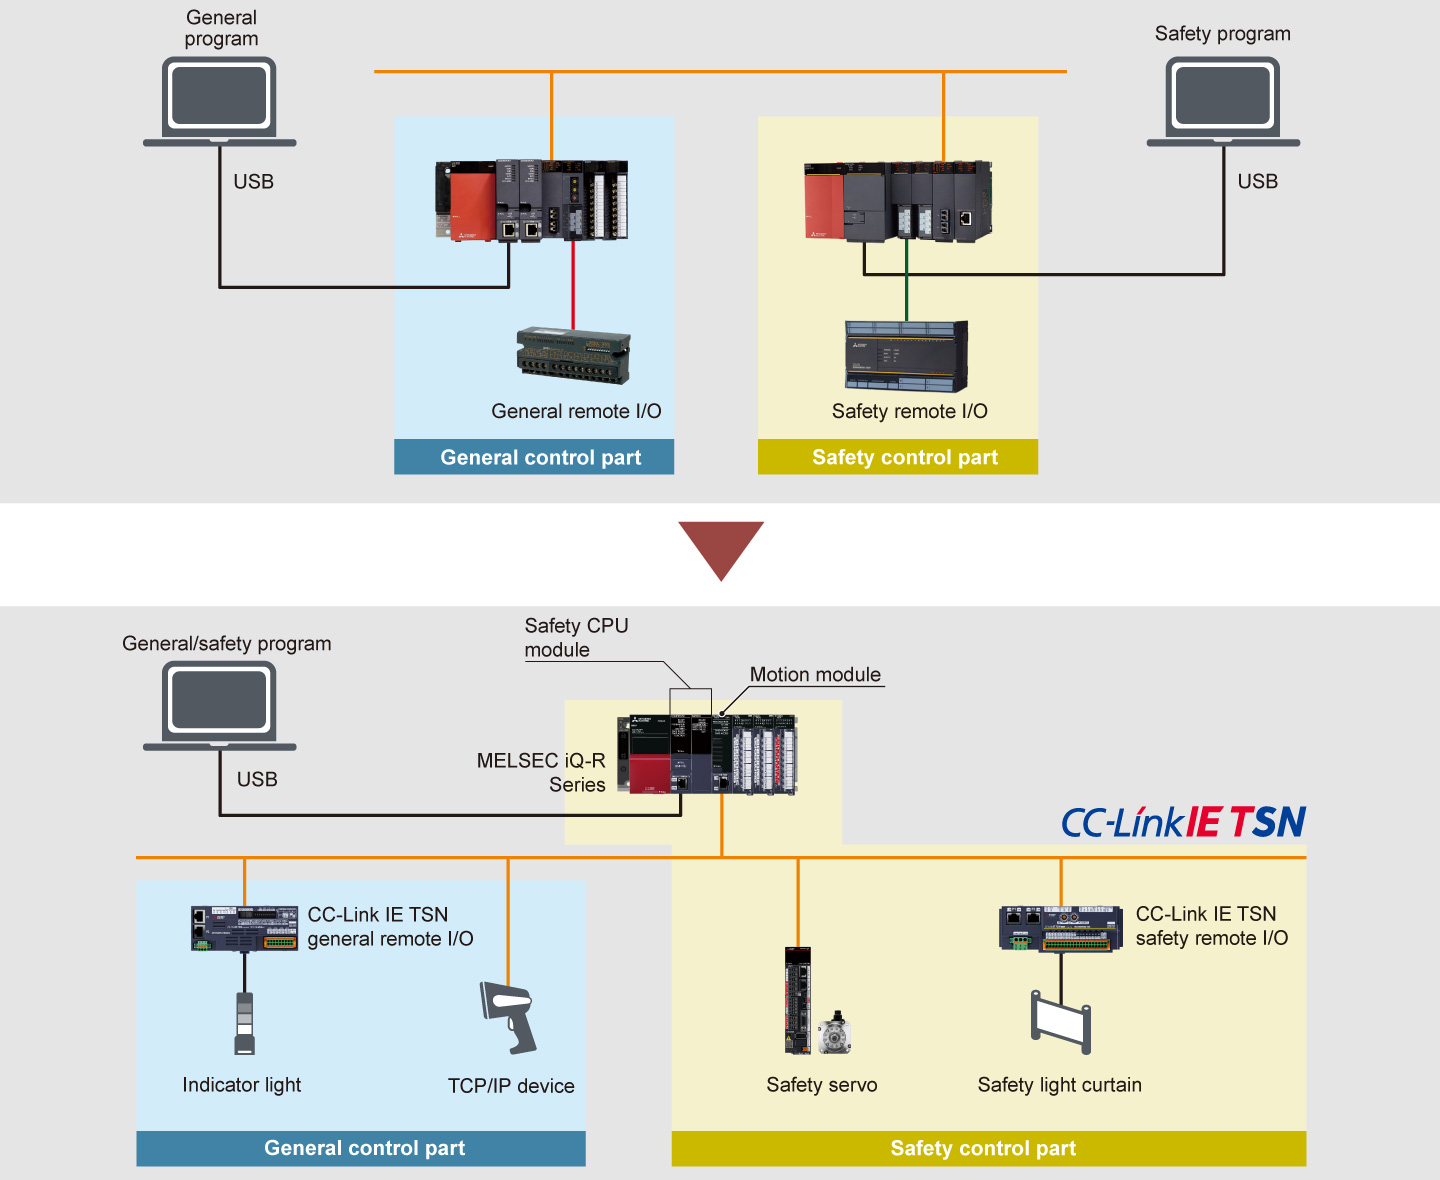 General
program
Safety program
USB
USB
General remote I/O
Safety remote I/O
General control part
Safety control part
Safety CPU
module
General/safety program
Motion module
MELSEC iQ-R
Series
USB
CC-Link IE TSN
CC-Link IE TSN
general remote I/O
CC-Link IE TSN
safety remote I/O
Indicator light
TCP/IP device
Safety servo
Safety light curtain
General control part
Safety control part